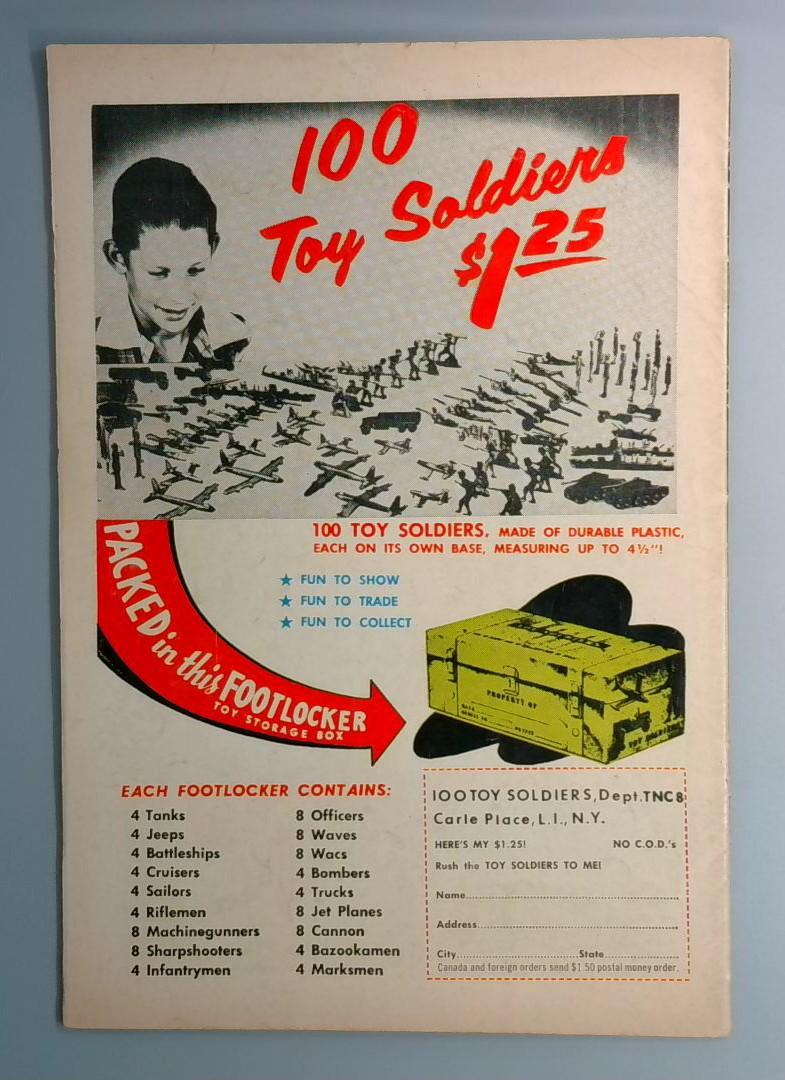 100
Toy Soldiers
$1.25
100 TOY SOLDIERS, MADE OF DURABLE PLASTIC,
EACH ON ITS OWN BASE, MEASURING UP TO 4½"!
★ FUN TO SHOW
★ FUN TO TRADE
★ FUN TO COLLECT
PACKED in this FOOTLOCKER
TOY STORAGE BOX
PROPERTY OF
TOY SOLDIERS
EACH FOOTLOCKER CONTAINS:
4 Tanks
4 Jeeps
4 Battleships
4 Cruisers
4 Sailors
4 Riflemen
8 Machinegunners
8 Sharpshooters
4 Infantrymen
8 Officers
8 Waves
8 Wacs
4 Bombers
4 Trucks
8 Jet Planes
8 Cannon
4 Bazookamen
4 Marksmen
100 TOY SOLDIERS, Dept. TNC8
Carle Place, L.I., N.Y.
HERE'S MY $1.25! NO C.O.D.'s
Rush the TOY SOLDIERS TO ME!
Name
Address
City State
Canada and foreign orders send $1.50 postal money order.